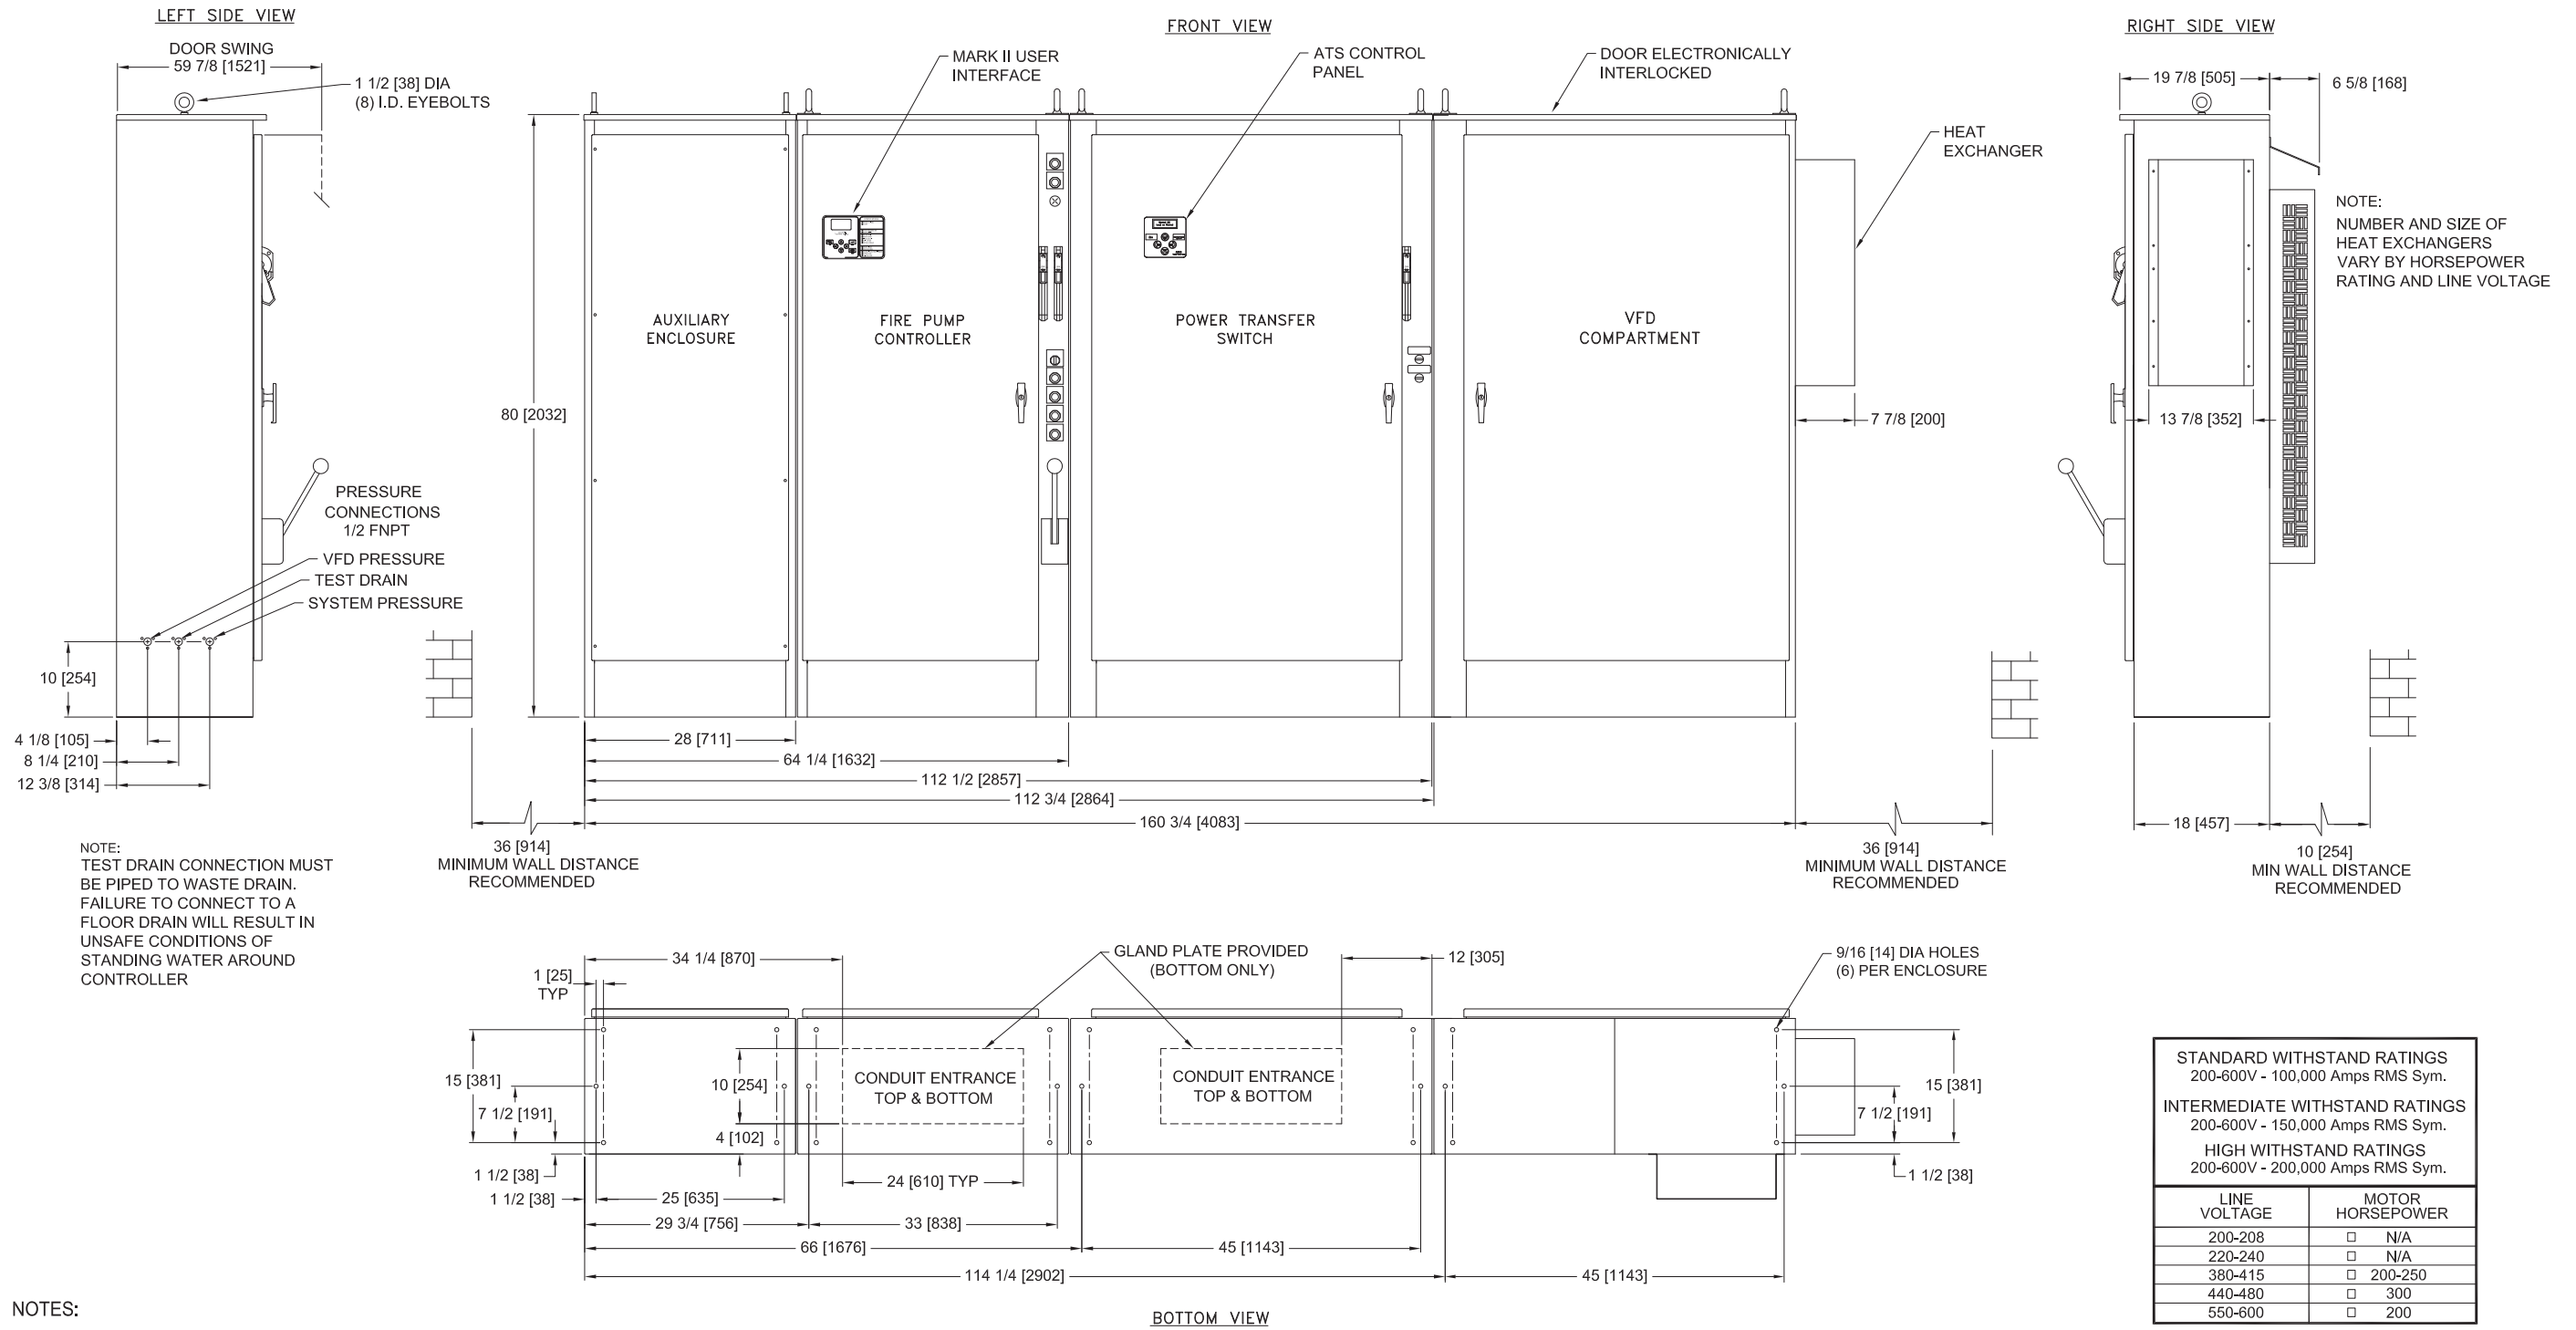 LEFT SIDE VIEW
DOOR SWING
59 7/8 [1521]
1 1/2 [38] DIA
(8) I.D. EYEBOLTS
PRESSURE
CONNECTIONS
1/2 FNPT
VFD PRESSURE
TEST DRAIN
SYSTEM PRESSURE
10 [254]
4 1/8 [105]
8 1/4 [210]
12 3/8 [314]
NOTE:
TEST DRAIN CONNECTION MUST
BE PIPED TO WASTE DRAIN.
FAILURE TO CONNECT TO A
FLOOR DRAIN WILL RESULT IN
UNSAFE CONDITIONS OF
STANDING WATER AROUND
CONTROLLER
FRONT VIEW
MARK II USER
INTERFACE
ATS CONTROL
PANEL
DOOR ELECTRONICALLY
INTERLOCKED
HEAT
EXCHANGER
AUXILIARY
ENCLOSURE
FIRE PUMP
CONTROLLER
POWER TRANSFER
SWITCH
VFD
COMPARTMENT
80 [2032]
7 7/8 [200]
28 [711]
64 1/4 [1632]
112 1/2 [2857]
112 3/4 [2864]
160 3/4 [4083]
36 [914]
MINIMUM WALL DISTANCE
RECOMMENDED
36 [914]
MINIMUM WALL DISTANCE
RECOMMENDED
RIGHT SIDE VIEW
19 7/8 [505]
6 5/8 [168]
NOTE:
NUMBER AND SIZE OF
HEAT EXCHANGERS
VARY BY HORSEPOWER
RATING AND LINE VOLTAGE
13 7/8 [352]
18 [457]
10 [254]
MIN WALL DISTANCE
RECOMMENDED
34 1/4 [870]
GLAND PLATE PROVIDED
(BOTTOM ONLY)
12 [305]
9/16 [14] DIA HOLES
(6) PER ENCLOSURE
1 [25]
TYP
15 [381]
7 1/2 [191]
1 1/2 [38]
1 1/2 [38]
10 [254]
4 [102]
CONDUIT ENTRANCE
TOP & BOTTOM
CONDUIT ENTRANCE
TOP & BOTTOM
15 [381]
7 1/2 [191]
1 1/2 [38]
24 [610] TYP
25 [635]
29 3/4 [756]
33 [838]
66 [1676]
45 [1143]
114 1/4 [2902]
45 [1143]
BOTTOM VIEW
STANDARD WITHSTAND RATINGS
200-600V - 100,000 Amps RMS Sym.
INTERMEDIATE WITHSTAND RATINGS
200-600V - 150,000 Amps RMS Sym.
HIGH WITHSTAND RATINGS
200-600V - 200,000 Amps RMS Sym.
LINE VOLTAGE MOTOR HORSEPOWER
200-208 □ N/A
220-240 □ N/A
380-415 □ 200-250
440-480 □ 300
550-600 □ 200
NOTES: